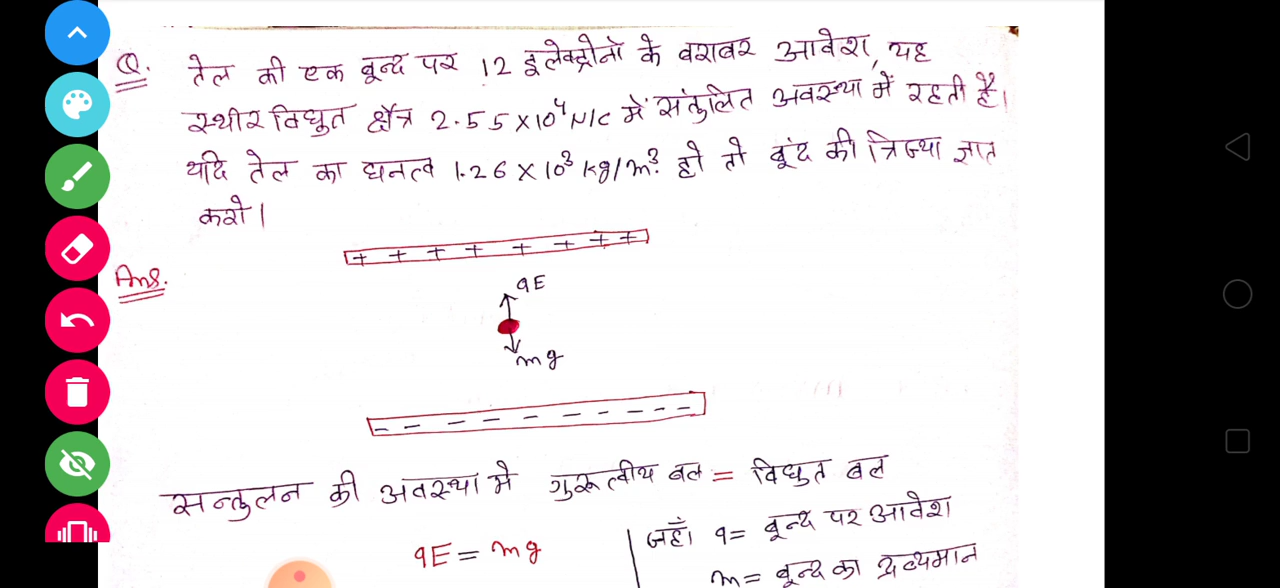 Q. तेल की एक बून्द पर 12 इलेक्ट्रोनों के बराबर आवेश, यह
स्थीर विधुत क्षैत्र 2.55×10⁴ N/C में संतुलित अवस्था में रहती है।
यदि तेल का घनत्व 1.26 × 10³ kg/m³. हो तो बूंद की त्रिज्या ज्ञात
करो।
Ans.
+ + + + + + + +
qE
mg
- - - - - - - - - -
सन्तुलन की अवस्था मे गुरूत्वीय बल = विधुत बल
qE = mg
जहाँ q = बून्द पर आवेश
m = बून्द का द्रव्यमान